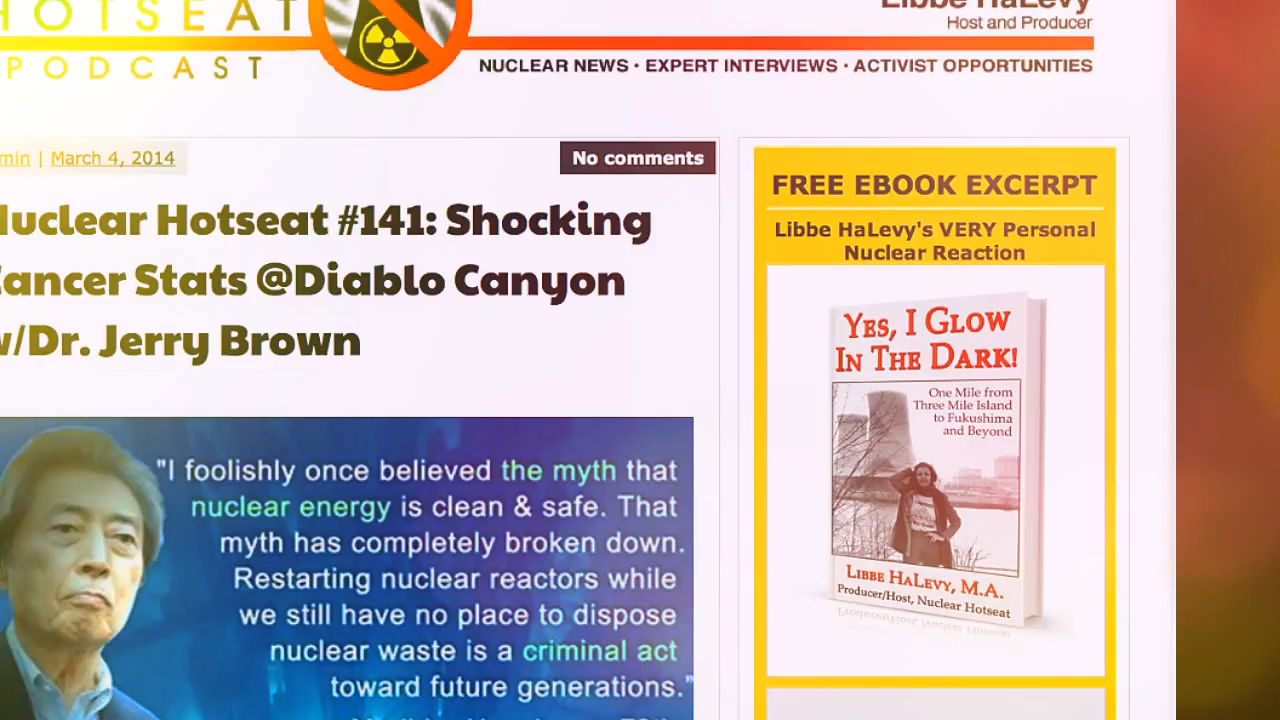 HOTSEAT
PODCAST
Libbe HaLevy
Host and Producer
NUCLEAR NEWS · EXPERT INTERVIEWS · ACTIVIST OPPORTUNITIES
min | March 4, 2014
No comments
Nuclear Hotseat #141: Shocking
Cancer Stats @Diablo Canyon
w/Dr. Jerry Brown
"I foolishly once believed the myth that
nuclear energy is clean & safe. That
myth has completely broken down.
Restarting nuclear reactors while
we still have no place to dispose
nuclear waste is a criminal act
toward future generations."
FREE EBOOK EXCERPT
Libbe HaLevy's VERY Personal
Nuclear Reaction
YES, I GLOW
IN THE DARK!
One Mile from
Three Mile Island
to Fukushima
and Beyond
LIBBE HALEVY, M.A.
Producer/Host, Nuclear Hotseat